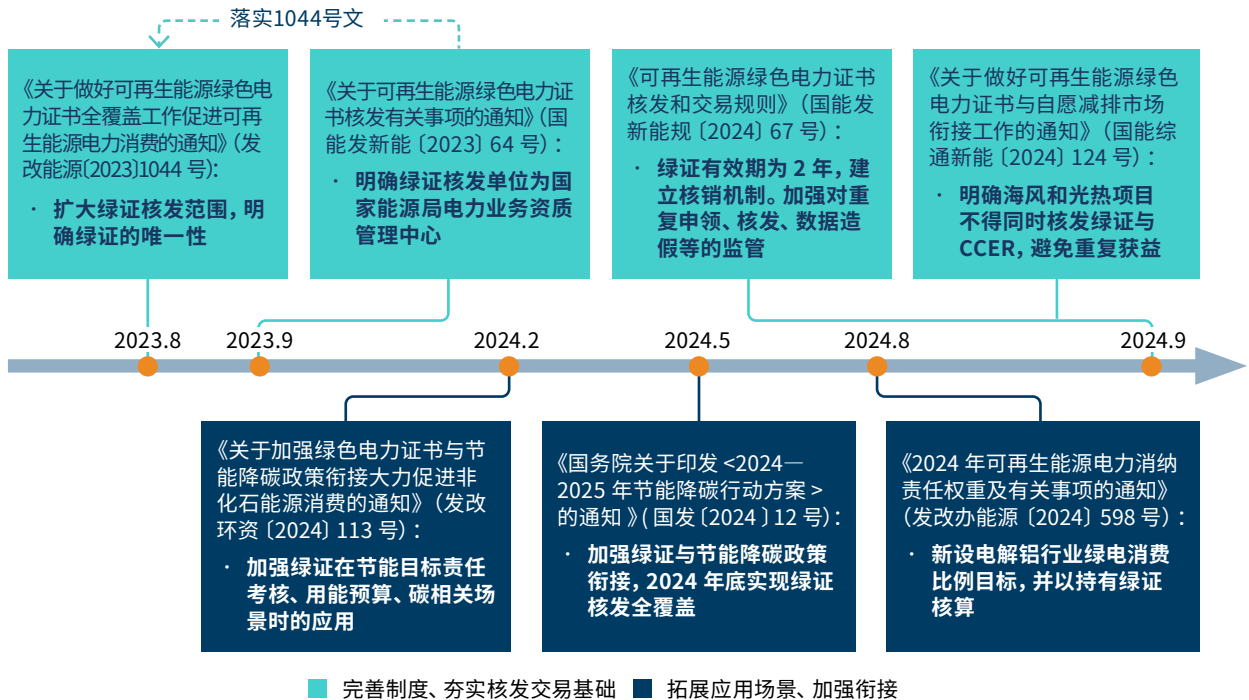 落实1044号文
《关于做好可再生能源绿色电
力证书全覆盖工作促进可再
生能源电力消费的通知》（发
改能源〔2023〕1044 号）：
· 扩大绿证核发范围，明
确绿证的唯一性
《关于可再生能源绿色电力证
书核发有关事项的通知》（国
能发新能〔2023〕64 号）：
· 明确绿证核发单位为国
家能源局电力业务资质
管理中心
《可再生能源绿色电力证书
核发和交易规则》（国能发
新能规〔2024〕67 号）：
· 绿证有效期为 2 年，建
立核销机制。加强对重
复申领、核发、数据造
假等的监管
《关于做好可再生能源绿色
电力证书与自愿减排市场
衔接工作的通知》（国能综
通新能〔2024〕124 号）：
· 明确海风和光热项目
不得同时核发绿证与
CCER，避免重复获益
2023.8
2023.9
2024.2
2024.5
2024.8
2024.9
《关于加强绿色电力证书与节
能降碳政策衔接大力促进非
化石能源消费的通知》（发改
环资〔2024〕113 号）：
· 加强绿证在节能目标责任
考核、用能预算、碳相关场
景时的应用
《国务院关于印发 <2024—
2025 年节能降碳行动方案 >
的通知 》( 国发〔2024 〕12 号)：
· 加强绿证与节能降碳政策
衔接，2024 年底实现绿证
核发全覆盖
《2024 年可再生能源电力消纳
责任权重及有关事项的通知》
（发改办能源〔2024〕598 号）：
· 新设电解铝行业绿电消费
比例目标，并以持有绿证
核算
完善制度、夯实核发交易基础
拓展应用场景、加强衔接